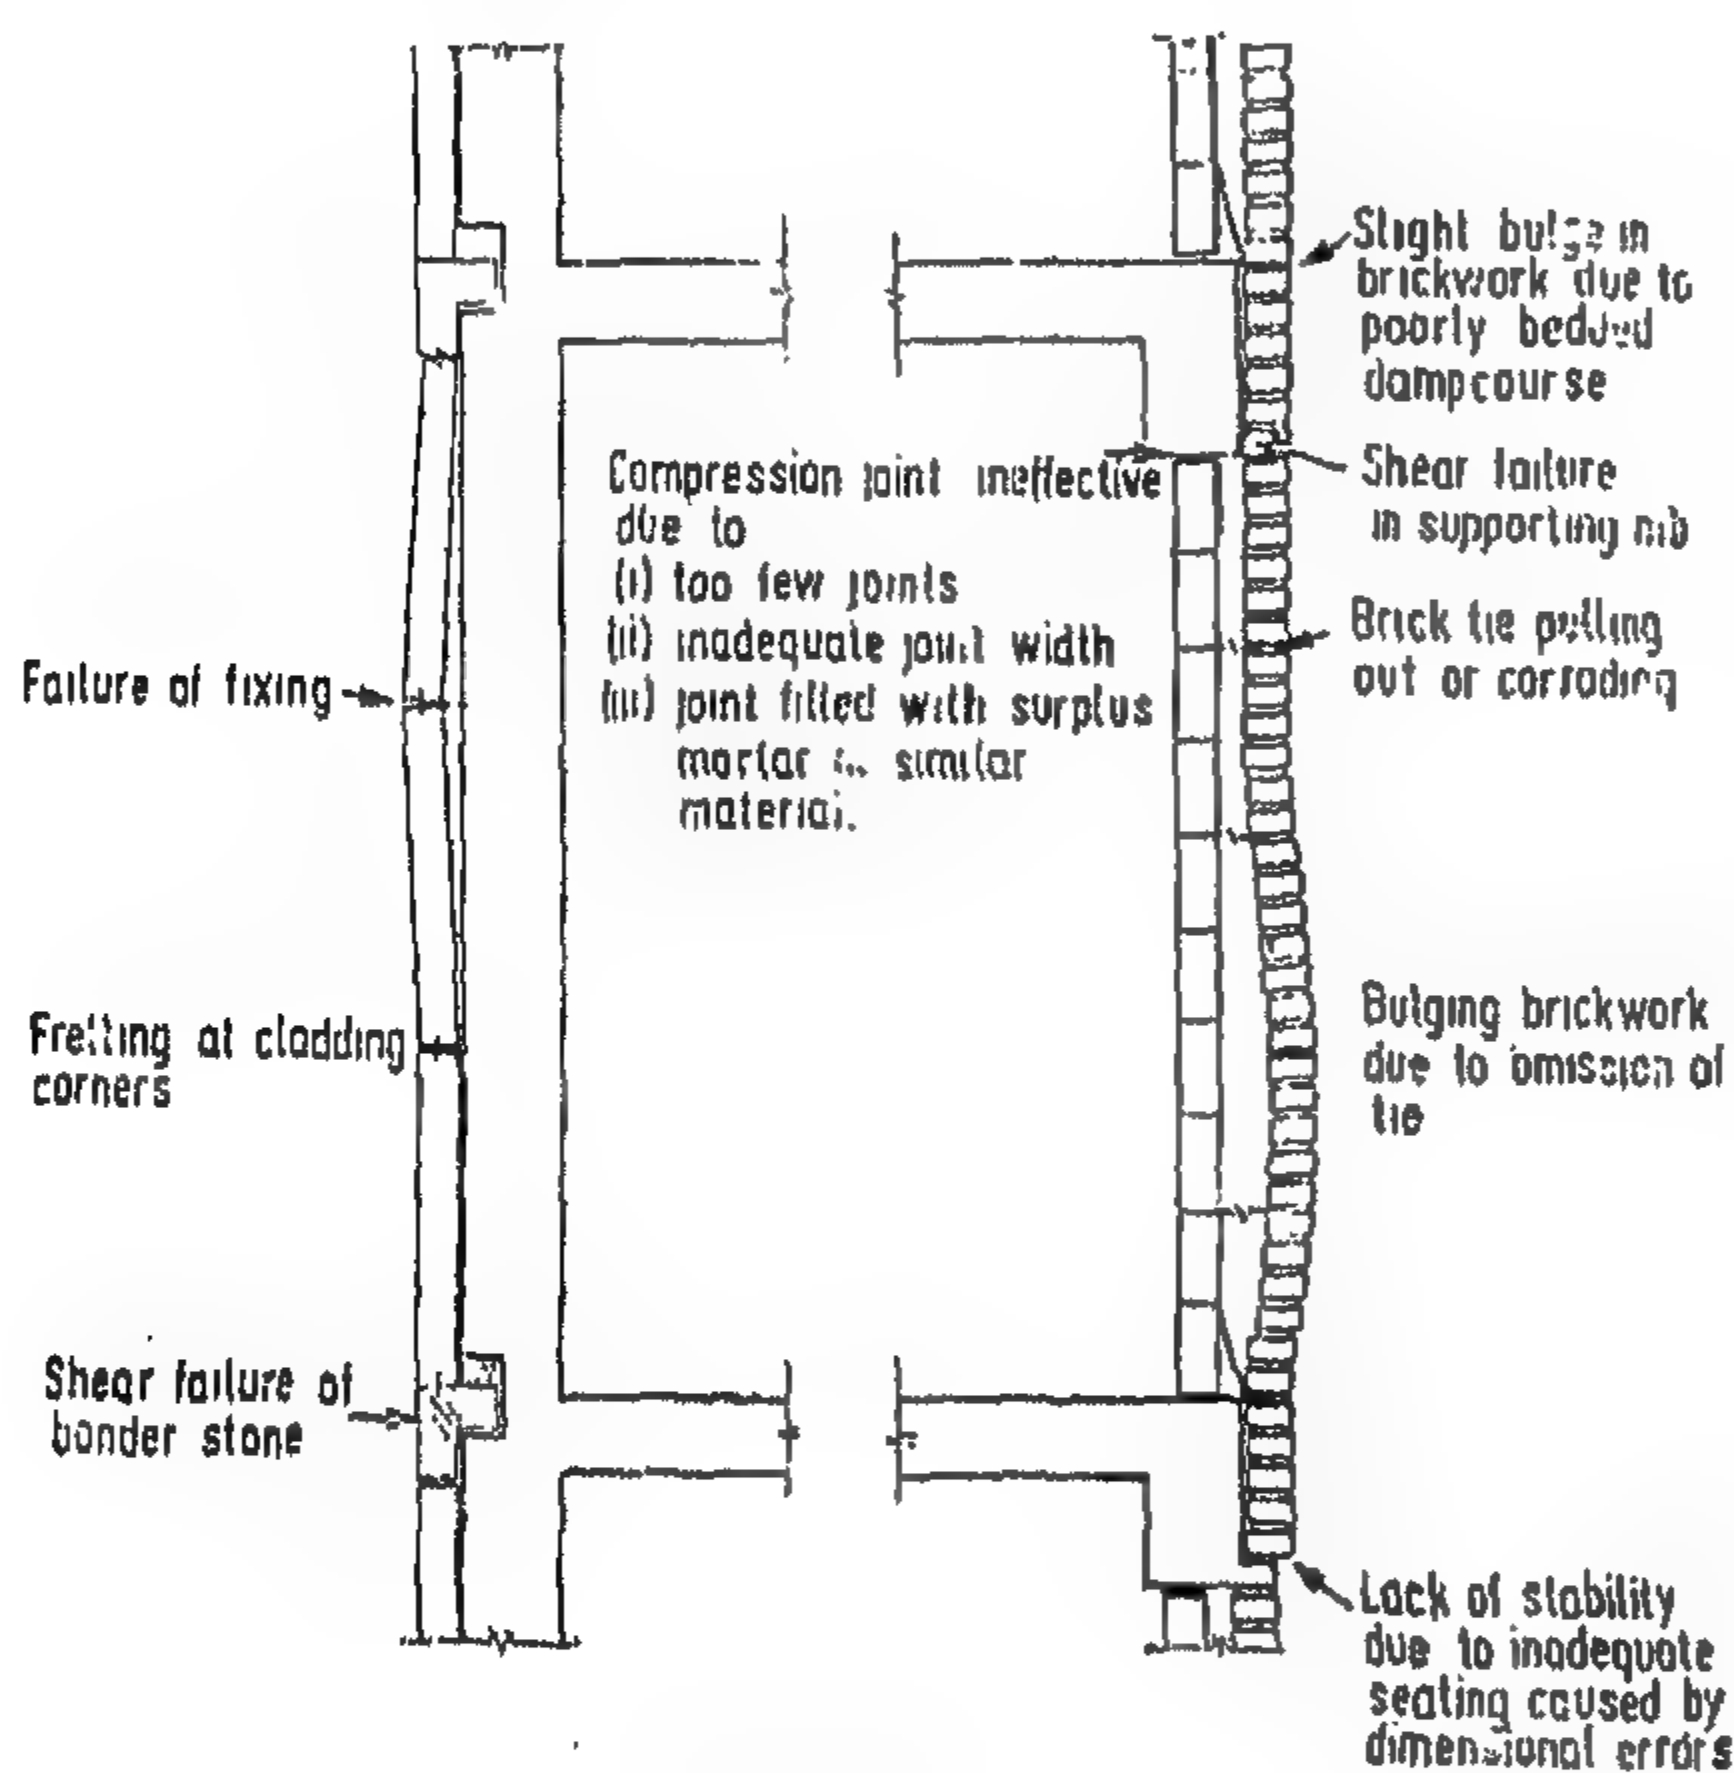 Slight bulge in
brickwork due to
poorly bedded
dampcourse
Compression joint ineffective
due to
(i) too few joints
(ii) inadequate joint width
(iii) joint filled with surplus
mortar similar
material.
Shear failure
in supporting nib
Brick tie pulling
out or corroding
Failure of fixing
Fretting at cladding
corners
Bulging brickwork
due to omission of
tie
Shear failure of
bonder stone
Lack of stability
due to inadequate
seating caused by
dimensional errors